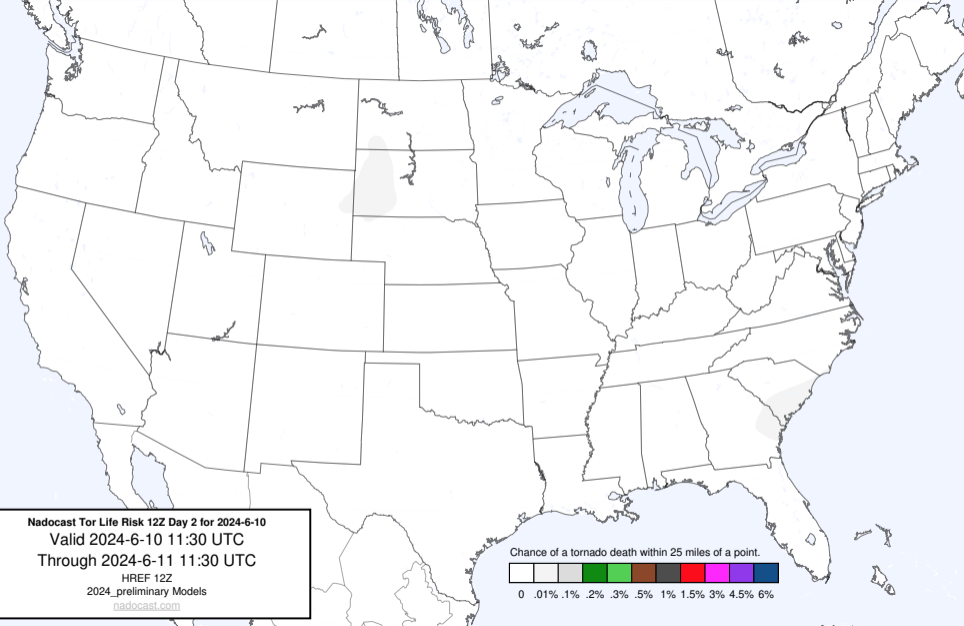 Nadocast Tor Life Risk 12Z Day 2 for 2024-6-10
Valid 2024-6-10 11:30 UTC
Through 2024-6-11 11:30 UTC
HREF 12Z
2024_preliminary Models
nadocast.com
Chance of a tornado death within 25 miles of a point.
0 .01% .1% .2% .3% .5% 1% 1.5% 3% 4.5% 6%